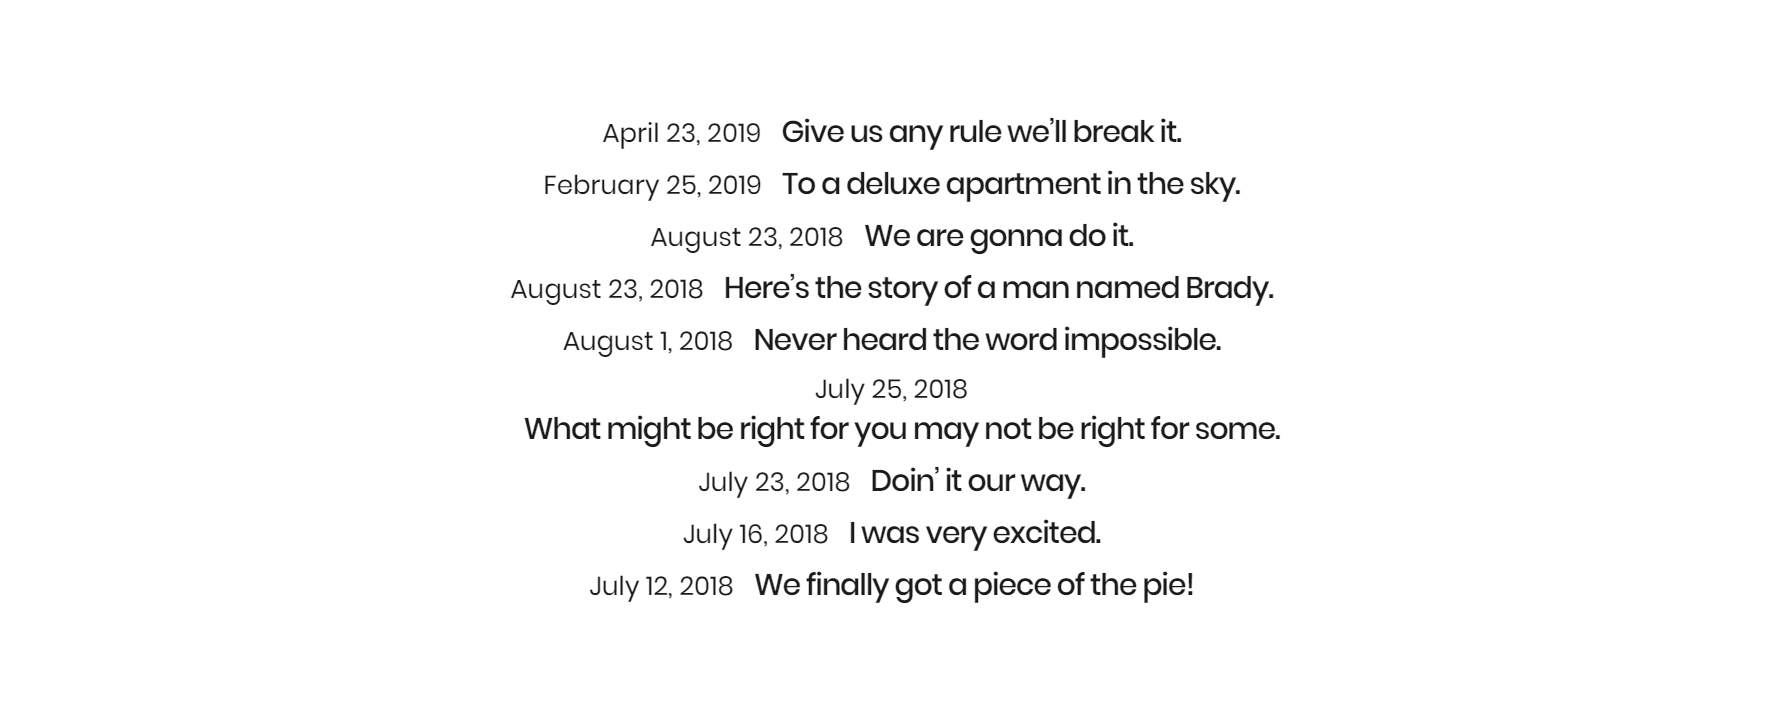 April 23, 2019 Give us any rule we’ll break it.
February 25, 2019 To a deluxe apartment in the sky.
August 23, 2018 We are gonna do it.
August 23, 2018 Here’s the story of a man named Brady.
August 1, 2018 Never heard the word impossible.
July 25, 2018
What might be right for you may not be right for some.
July 23, 2018 Doin’ it our way.
July 16, 2018 I was very excited.
July 12, 2018 We finally got a piece of the pie!